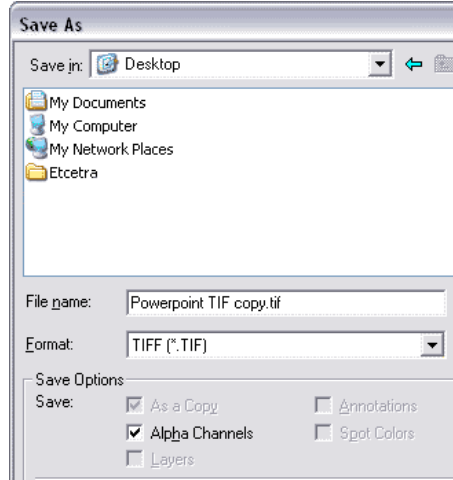 Save As
Save in: Desktop
My Documents
My Computer
My Network Places
Etcetra
File name: Powerpoint TIF copy.tif
Format: TIFF (*.TIF)
Save Options
Save: As a Copy Annotations
Alpha Channels Spot Colors
Layers